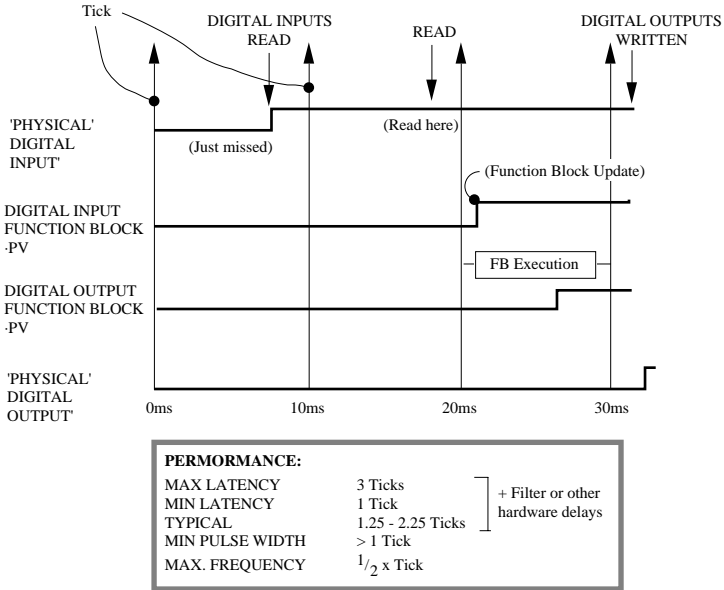 Tick
DIGITAL INPUTS
READ
READ
DIGITAL OUTPUTS
WRITTEN
'PHYSICAL'
DIGITAL
INPUT'
(Just missed)
(Read here)
(Function Block Update)
DIGITAL INPUT
FUNCTION BLOCK
·PV
FB Execution
DIGITAL OUTPUT
FUNCTION BLOCK
·PV
'PHYSICAL'
DIGITAL
OUTPUT'
0ms
10ms
20ms
30ms
PERMORMANCE:
MAX LATENCY 3 Ticks
MIN LATENCY 1 Tick
TYPICAL 1.25 - 2.25 Ticks
+ Filter or other
hardware delays
MIN PULSE WIDTH > 1 Tick
MAX. FREQUENCY 1/2 x Tick